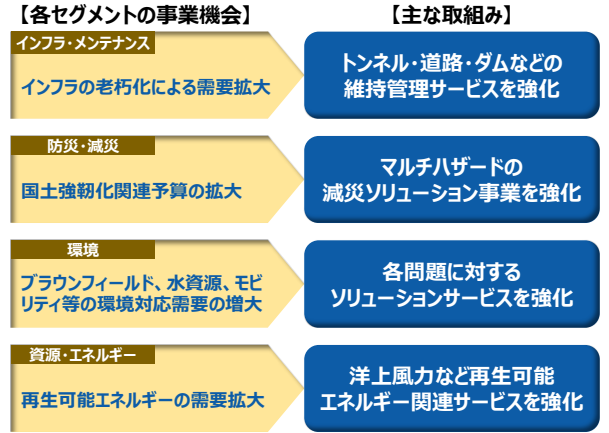 【各セグメントの事業機会】
【主な取組み】
インフラ・メンテナンス
インフラの老朽化による需要拡大
トンネル・道路・ダムなどの
維持管理サービスを強化
防災・減災
国土強靭化関連予算の拡大
マルチハザードの
減災ソリューション事業を強化
環境
ブラウンフィールド、水資源、モビ
リティ等の環境対応需要の増大
各問題に対する
ソリューションサービスを強化
資源・エネルギー
再生可能エネルギーの需要拡大
洋上風力など再生可能
エネルギー関連サービスを強化